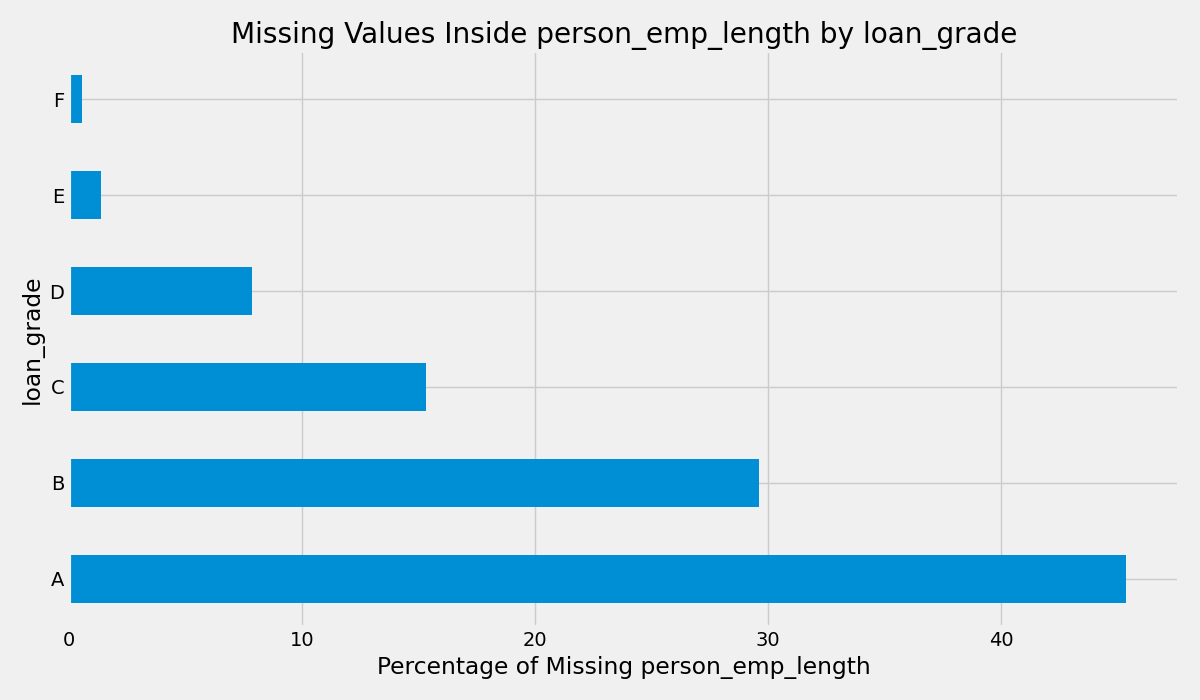 Missing Values Inside person_emp_length by loan_grade
F
E
D
C
B
A
loan_grade
0 10 20 30 40
Percentage of Missing person_emp_length